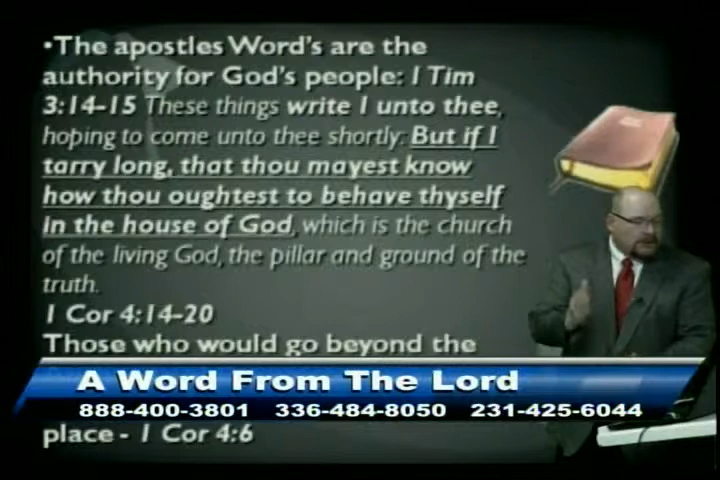 •The apostles Word's are the
authority for God's people: 1 Tim
3:14-15 These things write I unto thee,
hoping to come unto thee shortly: But if I
tarry long, that thou mayest know
how thou oughtest to behave thyself
in the house of God, which is the church
of the living God, the pillar and ground of the
truth.
1 Cor 4:14-20
Those who would go beyond the
A Word From The Lord
888-400-3801 336-484-8050 231-425-6044
place - 1 Cor 4:6